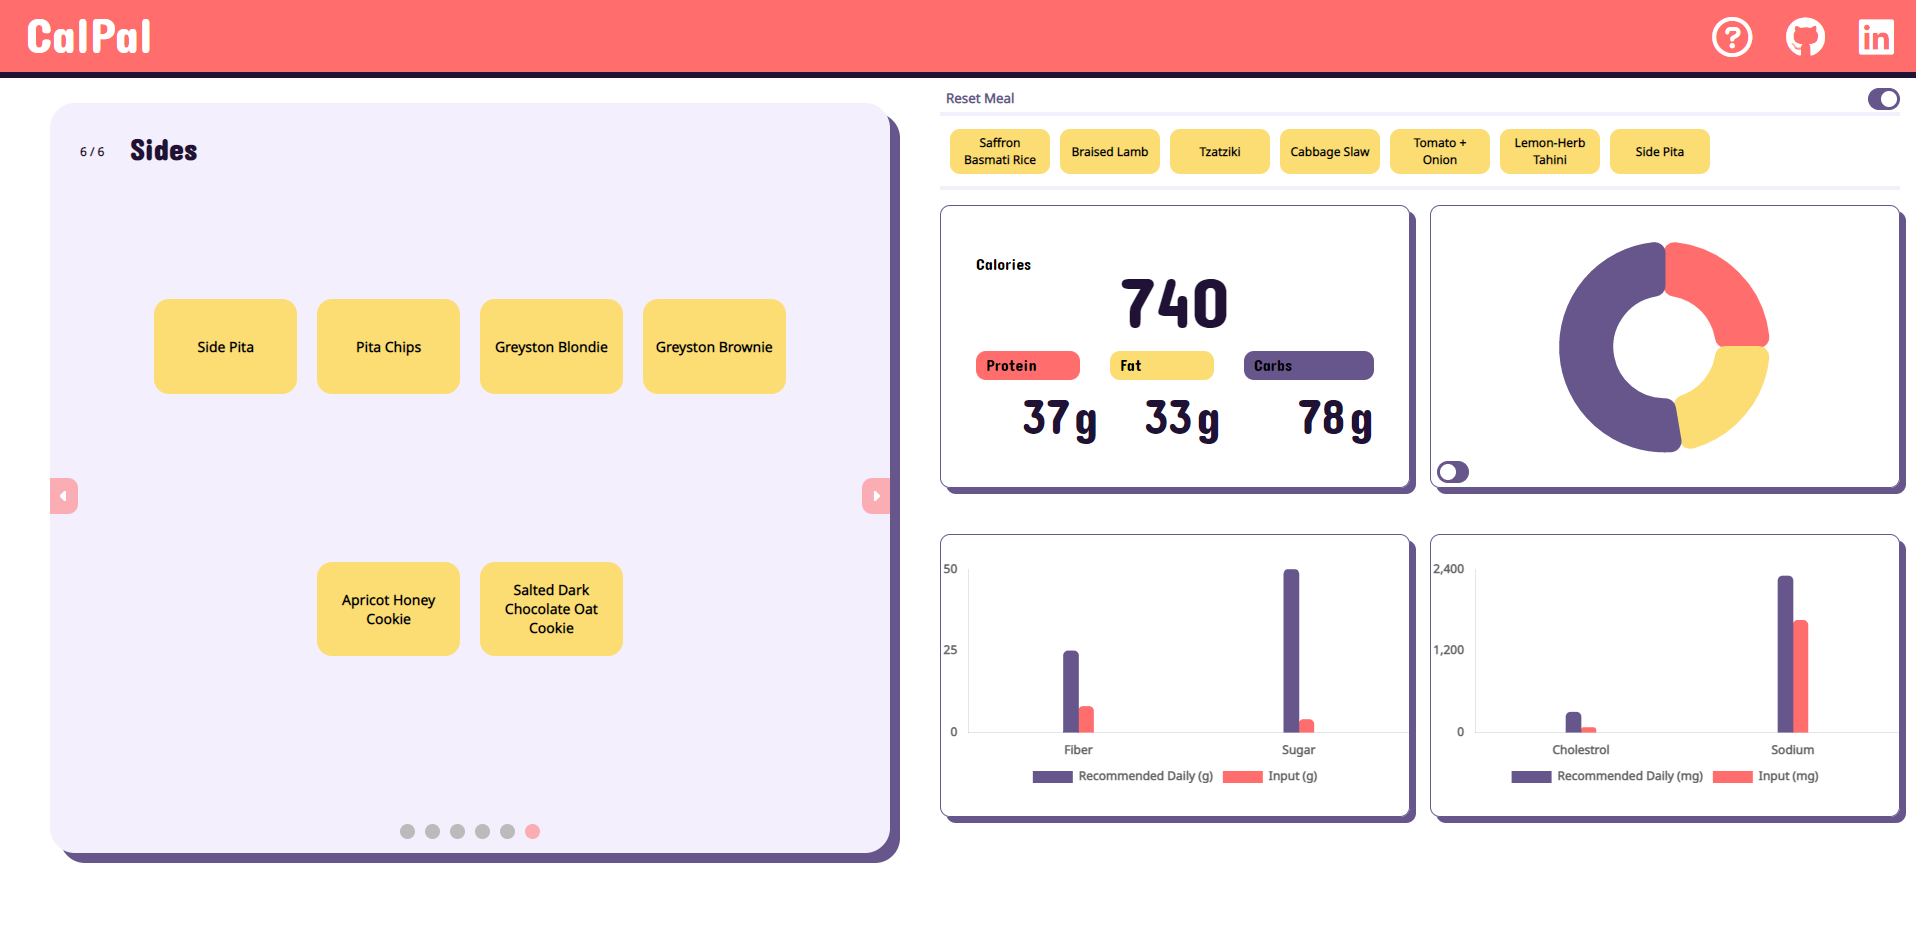 CalPal
6 / 6
Sides
Side Pita
Pita Chips
Greyston Blondie
Greyston Brownie
Apricot Honey
Cookie
Salted Dark
Chocolate Oat
Cookie
Reset Meal
Saffron
Basmati Rice
Braised Lamb
Tzatziki
Cabbage Slaw
Tomato +
Onion
Lemon-Herb
Tahini
Side Pita
Calories
740
Protein
Fat
Carbs
37 g
33 g
78 g
50
25
0
Fiber
Sugar
Recommended Daily (g)
Input (g)
2,400
1,200
0
Cholestrol
Sodium
Recommended Daily (mg)
Input (mg)